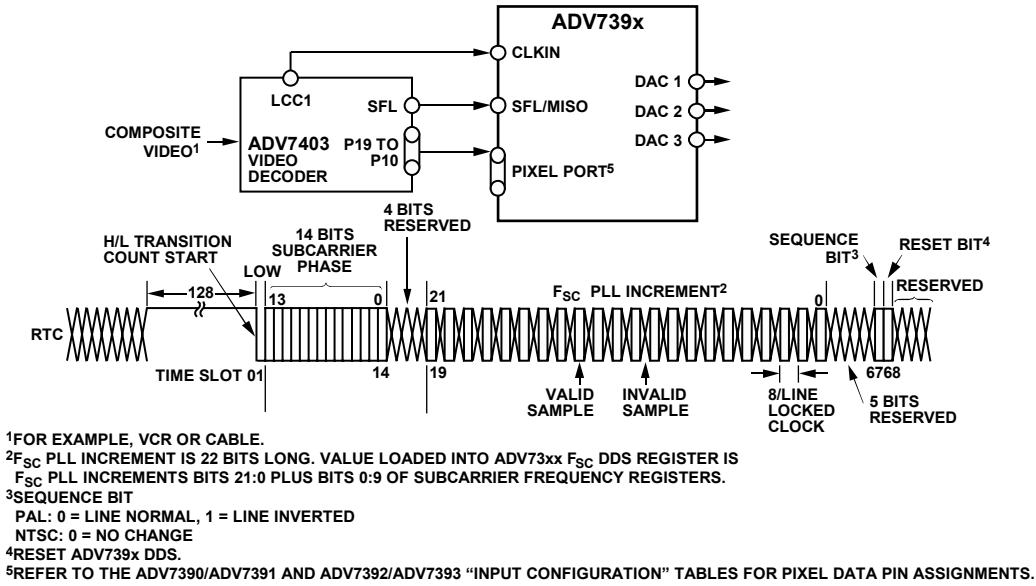 ADV739x
CLKIN
DAC 1
LCC1
SFL
SFL/MISO
DAC 2
COMPOSITE
VIDEO1
ADV7403
VIDEO
DECODER
P19 TO
P10
DAC 3
PIXEL PORT5
4 BITS
RESERVED
H/L TRANSITION
COUNT START
14 BITS
SUBCARRIER
PHASE
SEQUENCE
BIT3
RESET BIT4
LOW
RESERVED
128
13
0
21
FSC PLL INCREMENT2
0
RTC
TIME SLOT 01
14
19
6768
VALID
SAMPLE
INVALID
SAMPLE
8/LINE
LOCKED
CLOCK
5 BITS
RESERVED
1FOR EXAMPLE, VCR OR CABLE.
2FSC PLL INCREMENT IS 22 BITS LONG. VALUE LOADED INTO ADV73xx FSC DDS REGISTER IS
FSC PLL INCREMENTS BITS 21:0 PLUS BITS 0:9 OF SUBCARRIER FREQUENCY REGISTERS.
3SEQUENCE BIT
PAL: 0 = LINE NORMAL, 1 = LINE INVERTED
NTSC: 0 = NO CHANGE
4RESET ADV739x DDS.
5REFER TO THE ADV7390/ADV7391 AND ADV7392/ADV7393 “INPUT CONFIGURATION” TABLES FOR PIXEL DATA PIN ASSIGNMENTS.